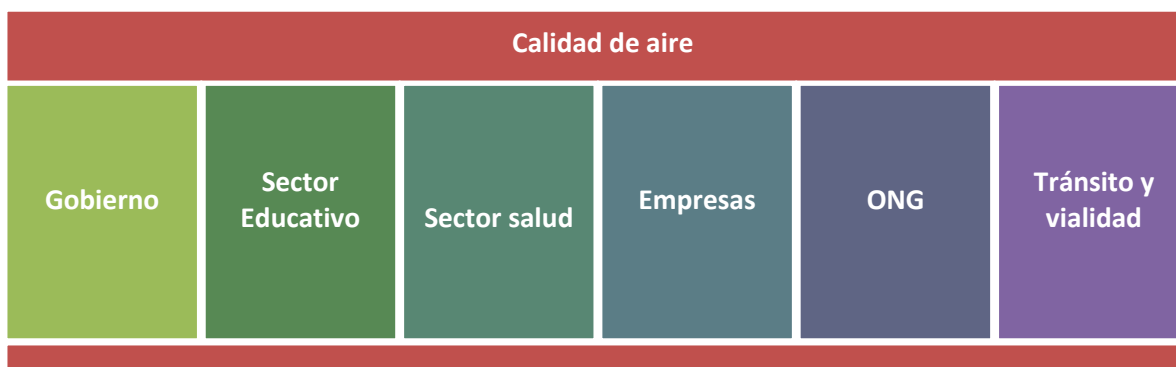 Calidad de aire
Gobierno
Sector
Educativo
Sector salud
Empresas
ONG
Tránsito y
vialidad